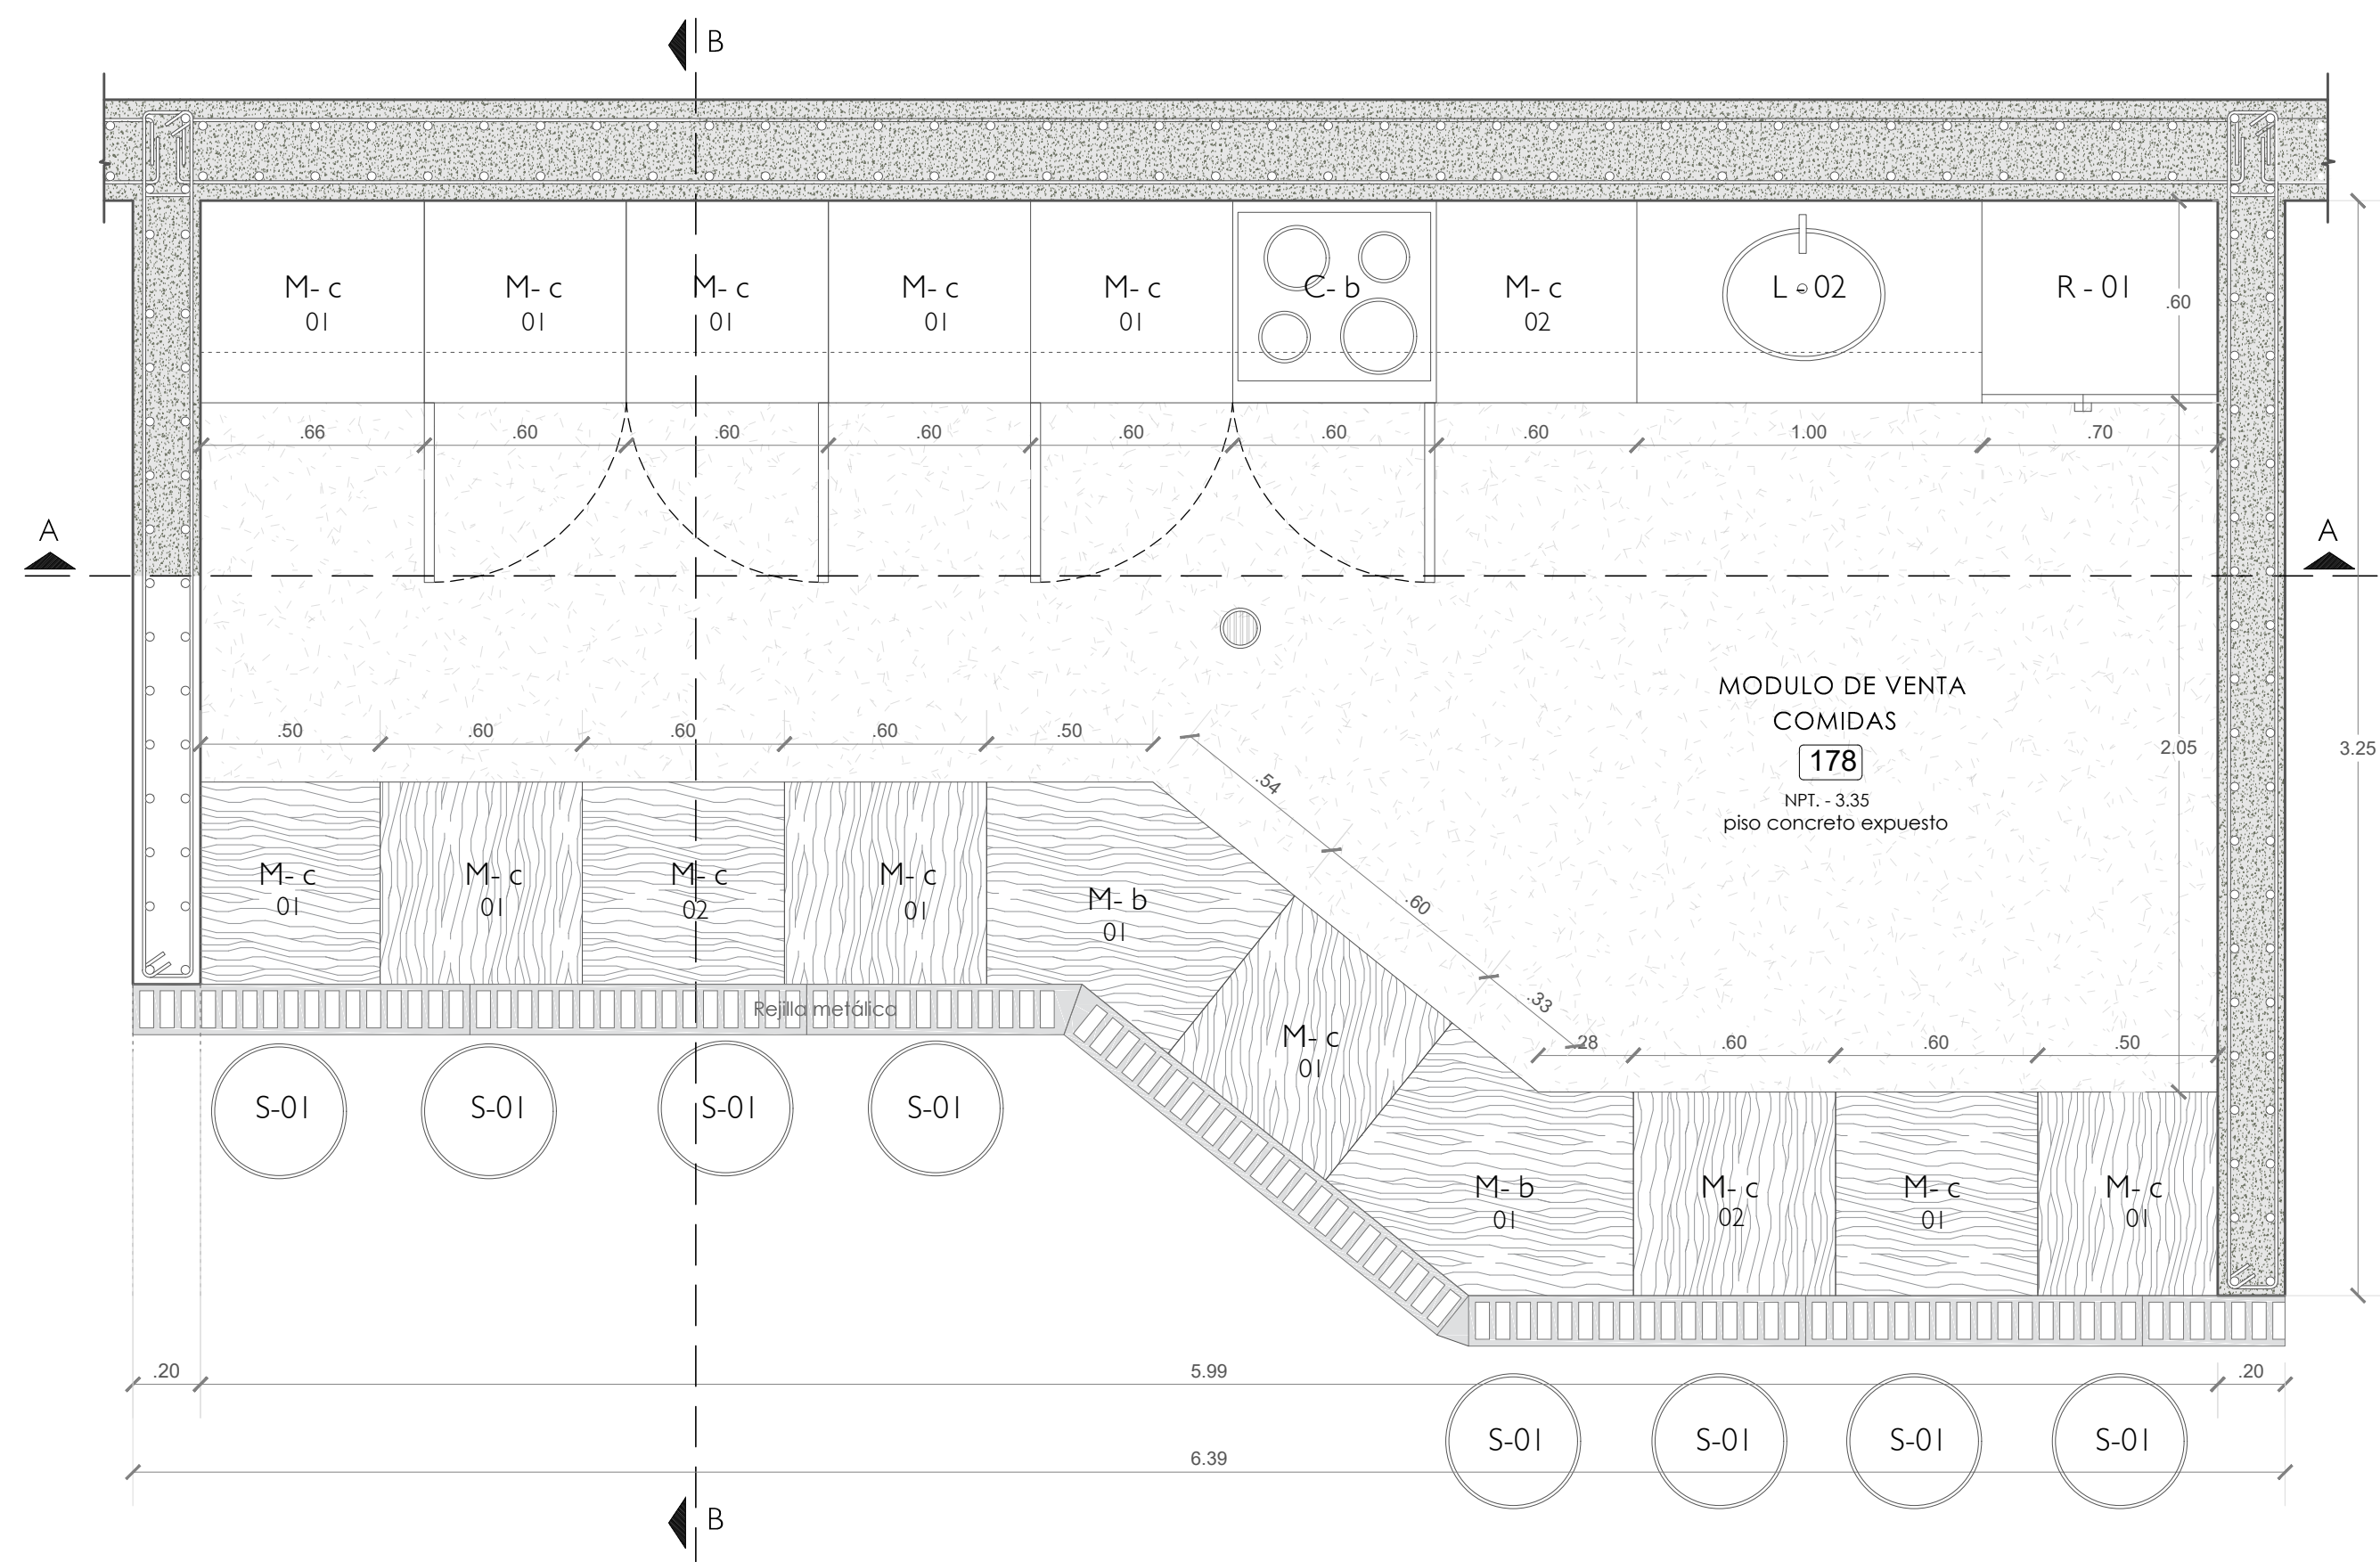 B
M- c
01
M- c
01
M- c
01
M- c
01
M- c
01
C- b
M- c
02
L - 02
R - 01
.60
.66
.60
.60
.60
.60
.60
.60
1.00
.70
A
A
MODULO DE VENTA
COMIDAS
178
NPT. - 3.35
piso concreto expuesto
2.05
3.25
.50
.60
.60
.60
.50
.54
.60
.33
.28
.60
.60
.50
M- c
01
M- c
01
M- c
02
M- c
01
M- b
01
M- c
01
M- b
01
M- c
02
M- c
01
M- c
01
Rejilla metálica
S-01
S-01
S-01
S-01
.20
5.99
.20
S-01
S-01
S-01
S-01
6.39
B